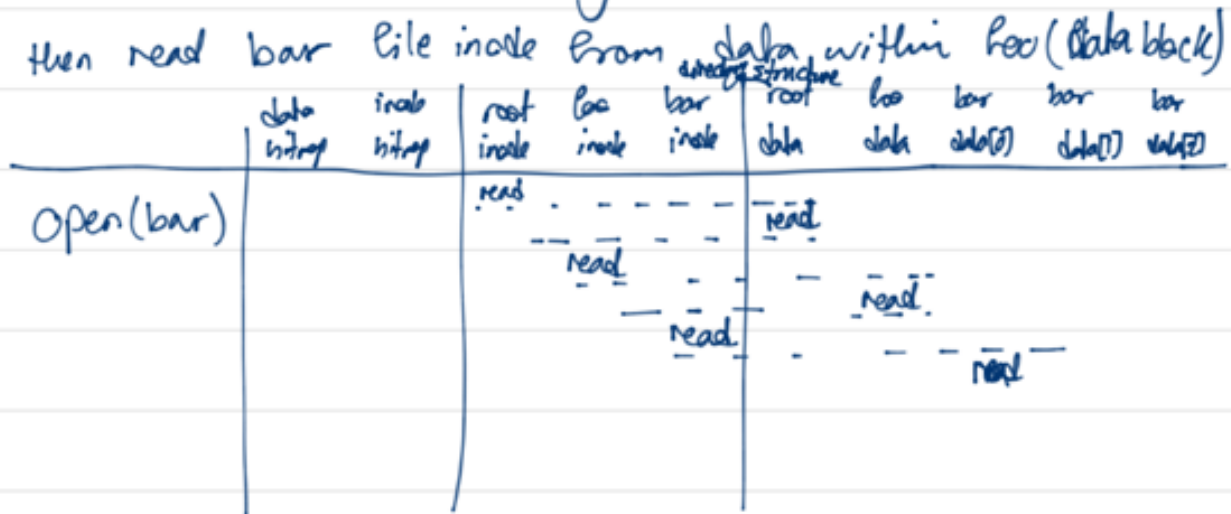 then read bar file inode from data within foo (data block)
directory structure
data inode root foo bar root foo bar bar bar
bitmap bitmap inode inode inode data data data[0] data[1] data[2]
read
open(bar) read
read
read
read
read